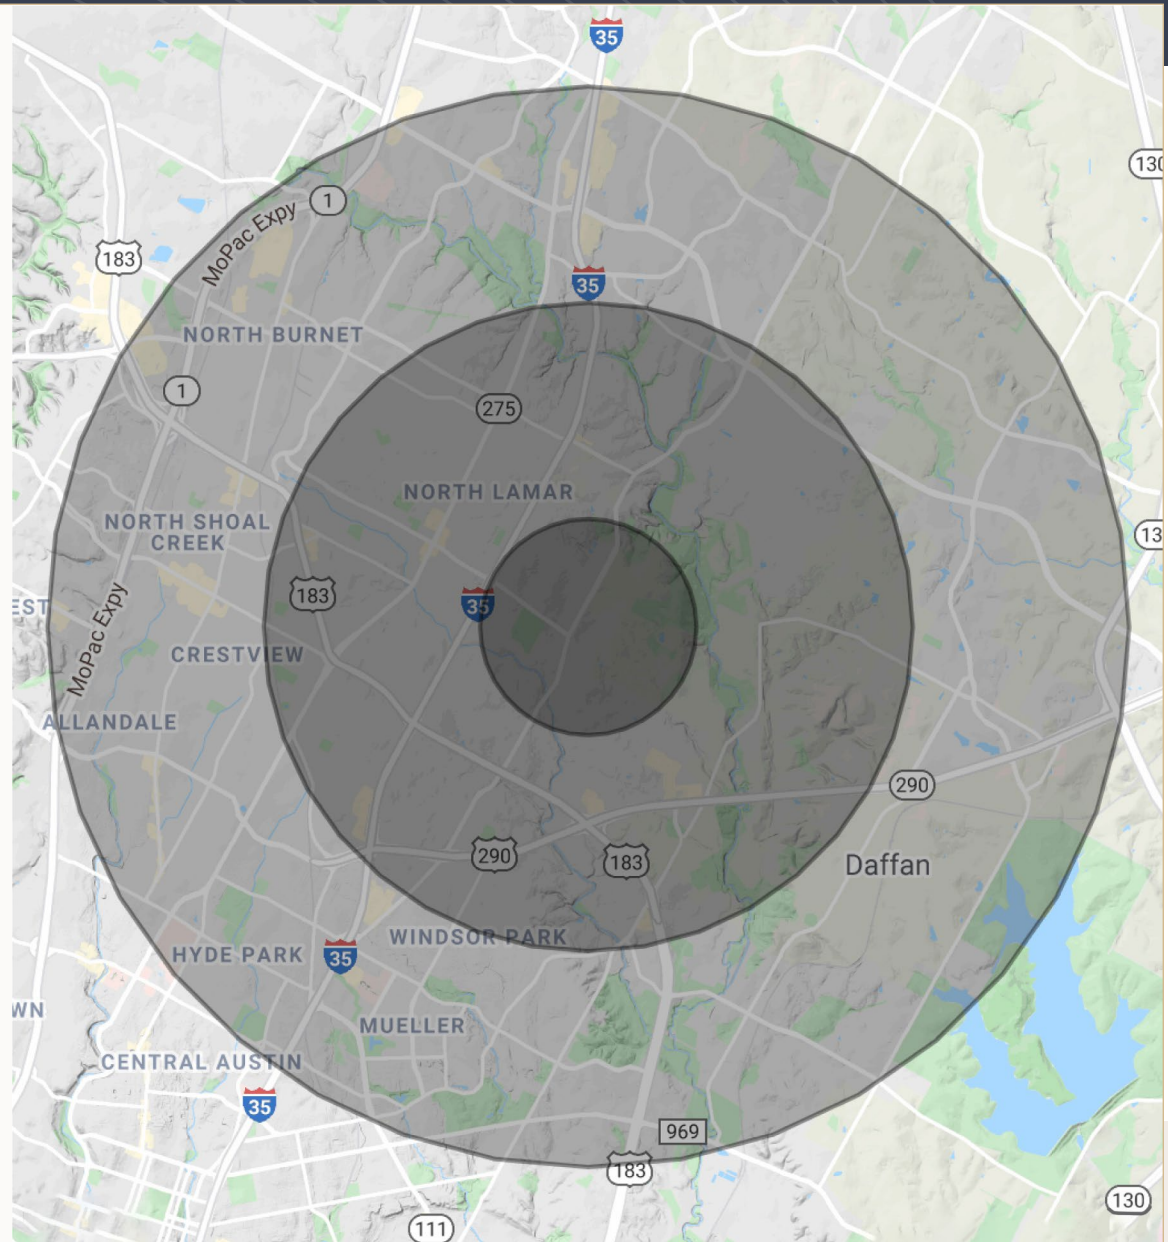 35
130
1
MoPac Expy
183
35
NORTH BURNET
1
275
NORTH LAMAR
NORTH SHOAL
CREEK
13
183
35
EST
MoPac Expy
CRESTVIEW
ALLANDALE
290
290
183
Daffan
WINDSOR PARK
HYDE PARK
35
WN
MUELLER
CENTRAL AUSTIN
35
969
183
130
111